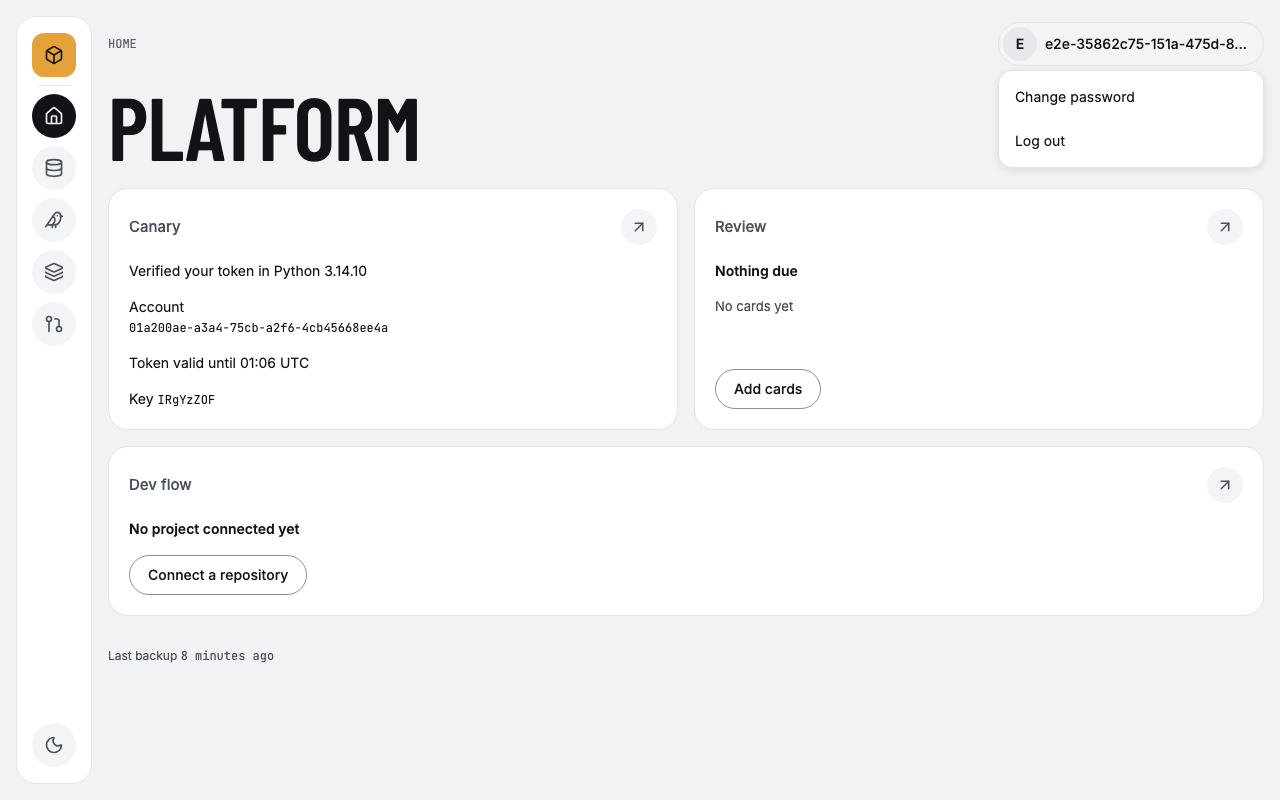 HOME
E e2e-35862c75-151a-475d-8...
Change password
Log out
PLATFORM
Canary
Verified your token in Python 3.14.10
Account
01a200ae-a3a4-75cb-a2f6-4cb45668ee4a
Token valid until 01:06 UTC
Key IRgYzZOF
Review
Nothing due
No cards yet
Add cards
Dev flow
No project connected yet
Connect a repository
Last backup 8 minutes ago